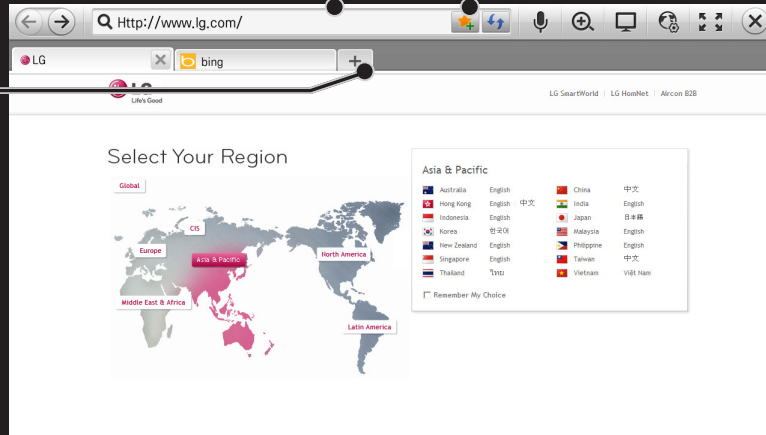 Http://www.lg.com/
LG
bing
LG
Life's Good
LG SmartWorld | LG HomNet | Aircon B2B
Select Your Region
Global
CIS
Europe
Asia & Pacific
North America
Middle East & Africa
Latin America
Asia & Pacific
Australia English China 中文
Hong Kong English 中文 India English
Indonesia English Japan 日本語
Korea 한국어 Malaysia English
New Zealand English Philippine English
Singapore English Taiwan 中文
Thailand ไทย Vietnam Việt Nam
Remember My Choice